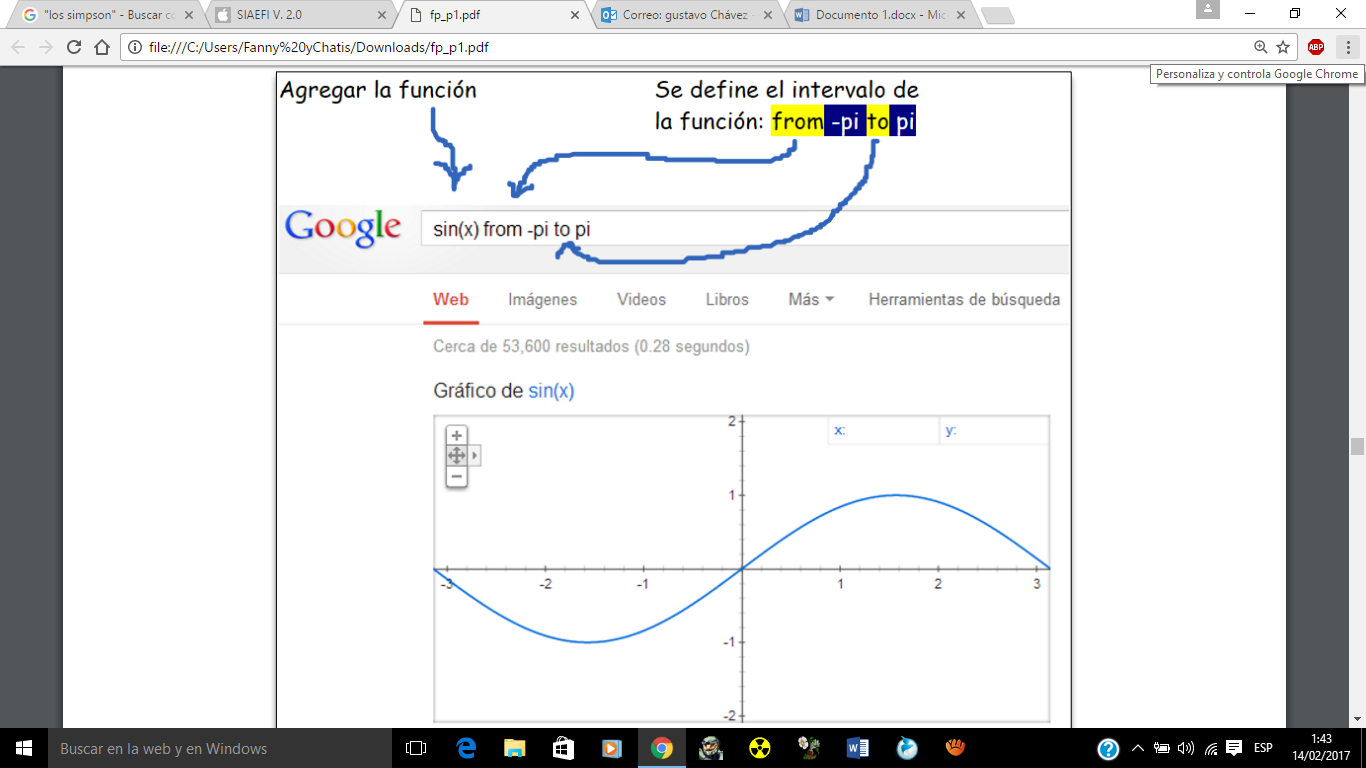 "los simpson" - Buscar co
SIAEFI V. 2.0
fp_p1.pdf
Correo: gustavo Chávez -
Documento 1.docx - Mic
file:///C:/Users/Fanny%20yChatis/Downloads/fp_p1.pdf
ABP
Personaliza y controla Google Chrome
Agregar la función
Se define el intervalo de
la función: from -pi to pi
Google
sin(x) from -pi to pi
Web Imágenes Videos Libros Más Herramientas de búsqueda
Cerca de 53,600 resultados (0.28 segundos)
Gráfico de sin(x)
x: y:
2
1
-3 -2 -1 1 2 3
-1
-2
Buscar en la web y en Windows
ESP
1:43
14/02/2017